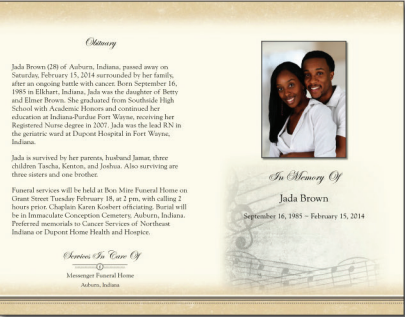 Obituary
Jada Brown (28) of Auburn, Indiana, passed away on
Saturday, February 15, 2014 surrounded by her family,
after an ongoing battle with cancer. Born September 16,
1985 in Elkhart, Indiana, Jada was the daughter of Betty
and Elmer Brown. She graduated from Southside High
School with Academic Honors and continued her
education at Indiana-Purdue Fort Wayne, receiving her
Registered Nurse degree in 2007. Jada was the lead RN in
the geriatric ward at Dupont Hospital in Fort Wayne,
Indiana.
Jada is survived by her parents, husband Jamar, three
children Tascha, Kenton, and Joshua. Also surviving are
three sisters and one brother.
Funeral services will be held at Bon Mire Funeral Home on
Grant Street Tuesday February 18, at 2 pm, with calling 2
hours prior. Chaplain Karen Kosbert officiating. Burial will
be in Immaculate Conception Cemetery, Auburn, Indiana.
Preferred memorials to Cancer Services of Northeast
Indiana or Dupont Home Health and Hospice.
Services In Care Of
Messenger Funeral Home
Auburn, Indiana
In Memory Of
Jada Brown
September 16, 1985 ~ February 15, 2014